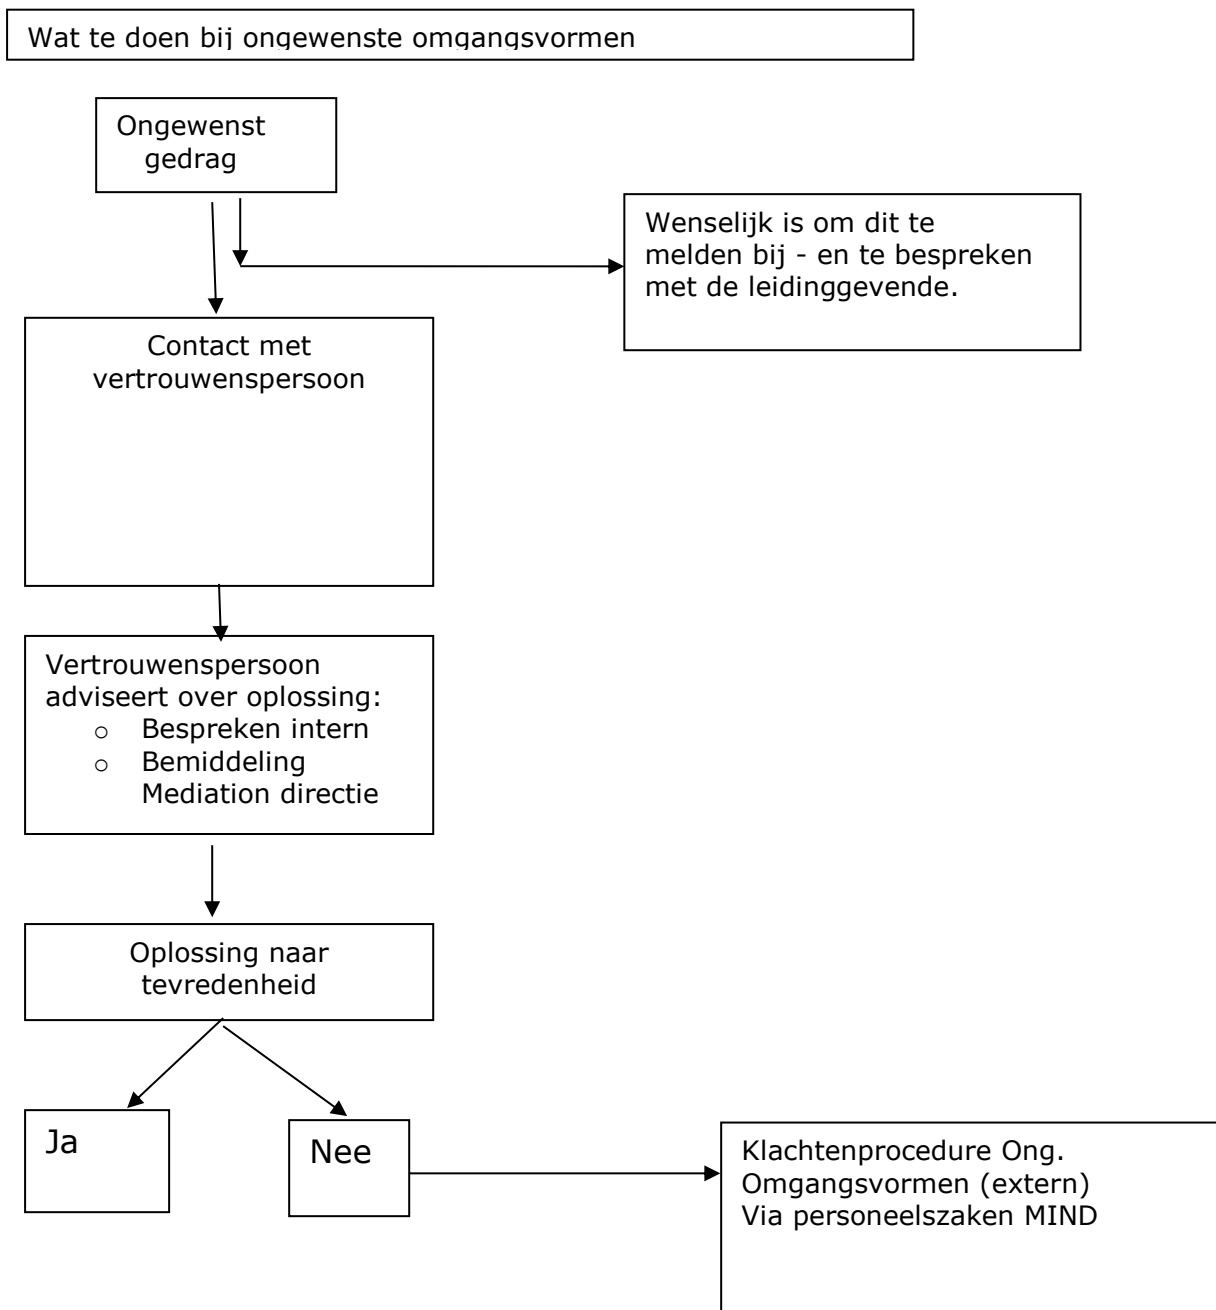 Wat te doen bij ongewenste omgangsvormen
Ongewenst
gedrag
Wenselijk is om dit te
melden bij - en te bespreken
met de leidinggevende.
Contact met
vertrouwenspersoon
Vertrouwenspersoon
adviseert over oplossing:
o Bespreken intern
o Bemiddeling
Mediation directie
Oplossing naar
tevredenheid
Ja
Nee
Klachtenprocedure Ong.
Omgangsvormen (extern)
Via personeelszaken MIND